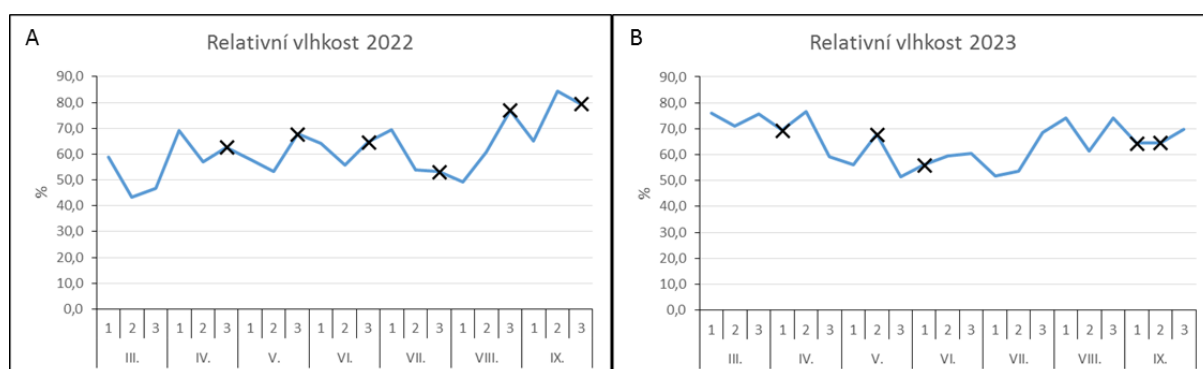 A
Relativní vlhkost 2022
90,0
80,0
70,0
60,0
50,0
40,0
30,0
20,0
10,0
0,0
%
1 2 3 1 2 3 1 2 3 1 2 3 1 2 3 1 2 3 1 2 3
III. IV. V. VI. VII. VIII. IX.
B
Relativní vlhkost 2023
90,0
80,0
70,0
60,0
50,0
40,0
30,0
20,0
10,0
0,0
%
1 2 3 1 2 3 1 2 3 1 2 3 1 2 3 1 2 3 1 2 3
III. IV. V. VI. VII. VIII. IX.